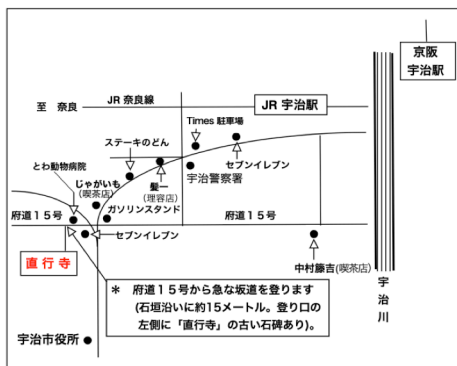 京阪
宇治駅
至 奈良
JR 奈良線
JR 宇治駅
Times 駐車場
ステーキのどん
セブンイレブン
とわ動物病院
宇治警察署
じゃがいも
(喫茶店)
髪一
(理容店)
ガソリンスタンド
府道15号
府道15号
セブンイレブン
直行寺
中村藤吉(喫茶店)
宇治川
* 府道15号から急な坂道を登ります
(石垣沿いに約15メートル。登り口の
左側に「直行寺」の古い石碑あり)。
宇治市役所